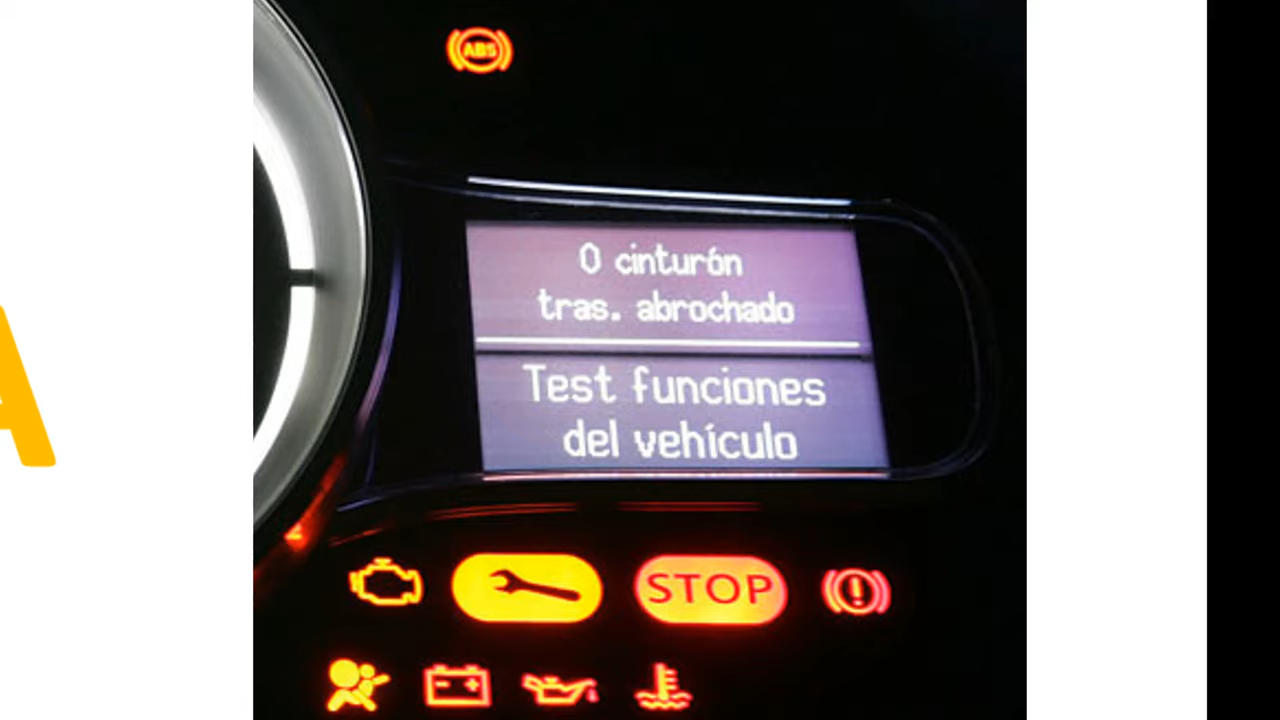 ABS
0 cinturón
tras. abrochado
Test funciones
del vehículo
STOP
A